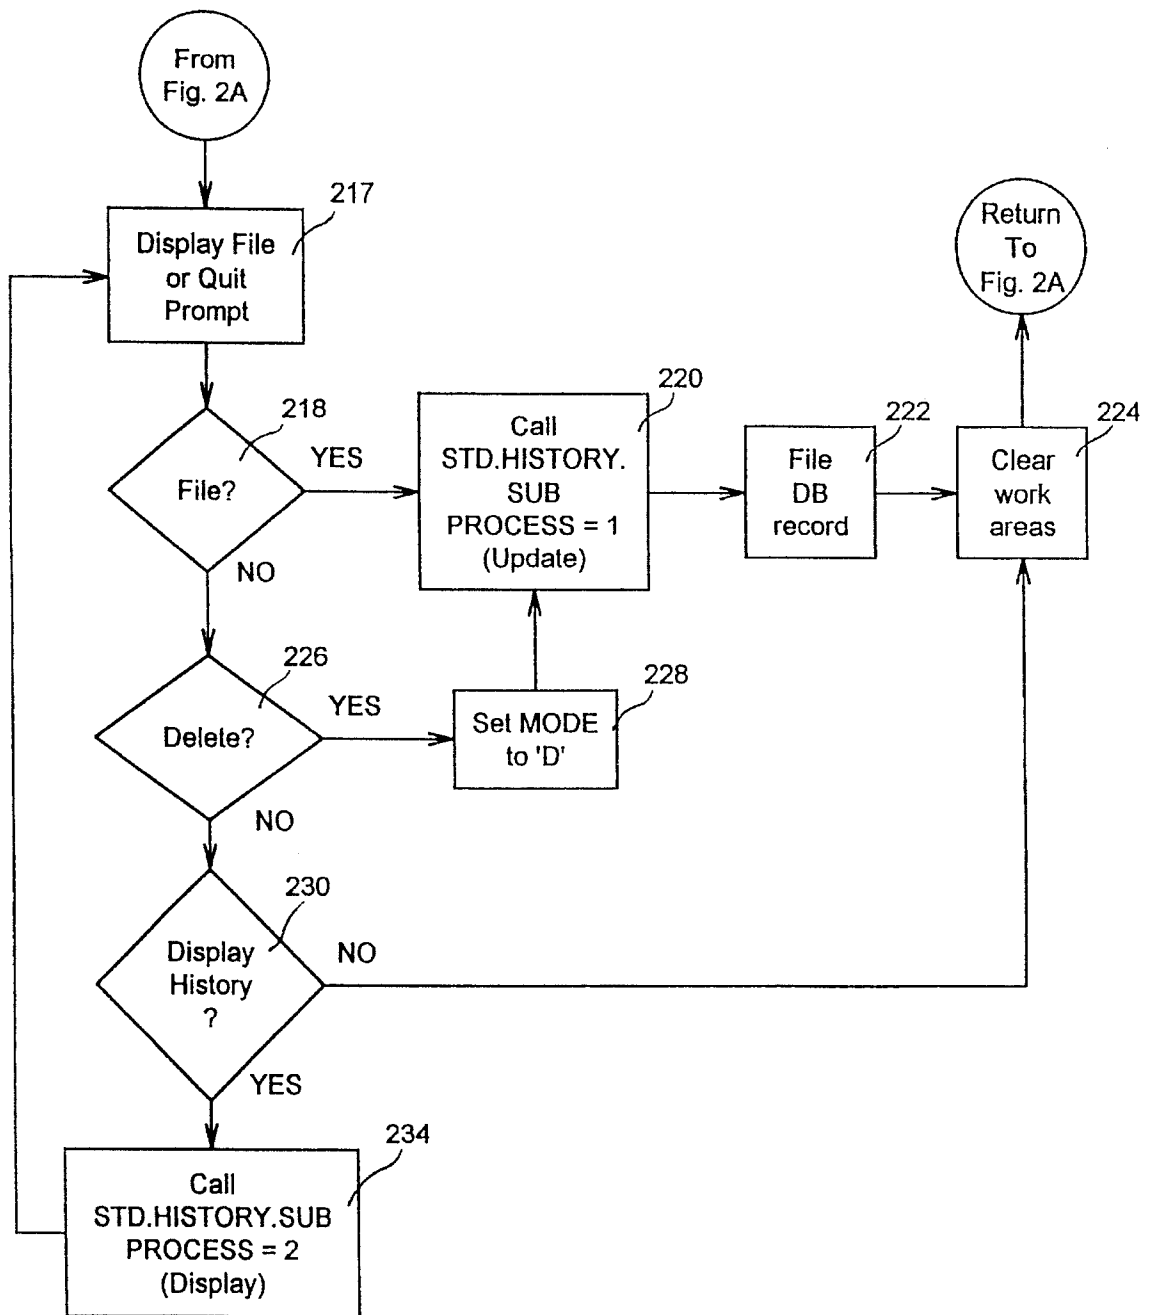 From
Fig. 2A
217
Display File
or Quit
Prompt
218
File?
YES
NO
220
Call
STD.HISTORY.
SUB
PROCESS = 1
(Update)
222
File
DB
record
224
Clear
work
areas
Return
To
Fig. 2A
226
Delete?
YES
NO
228
Set MODE
to 'D'
230
Display
History
?
NO
YES
234
Call
STD.HISTORY.SUB
PROCESS = 2
(Display)